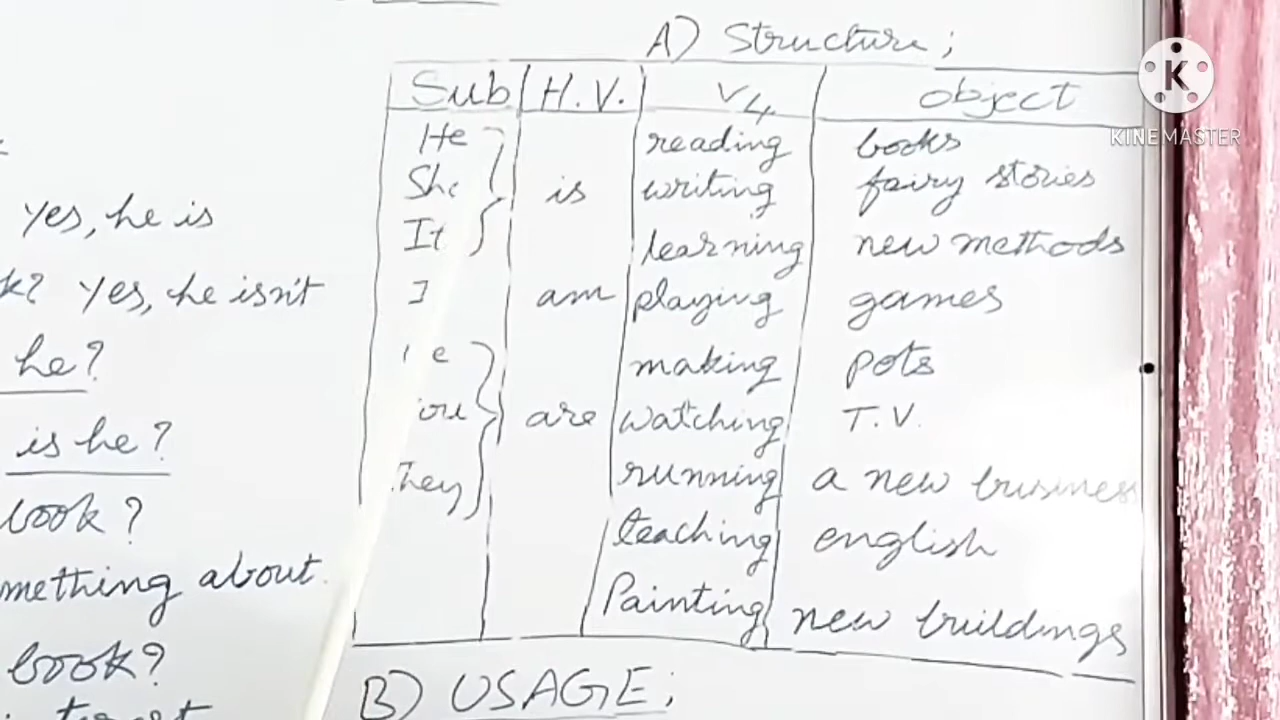 A) Structure;
Sub H.V. V4 object
He reading books
She is writing fairy stories
It learning new methods
I am playing games
making pots
are watching T.V.
They running a new business
teaching english
Painting new buildings
B) USAGE;
yes, he is
yes, he isn't
he?
is he?
book?
about.
book?
KINEMASTER